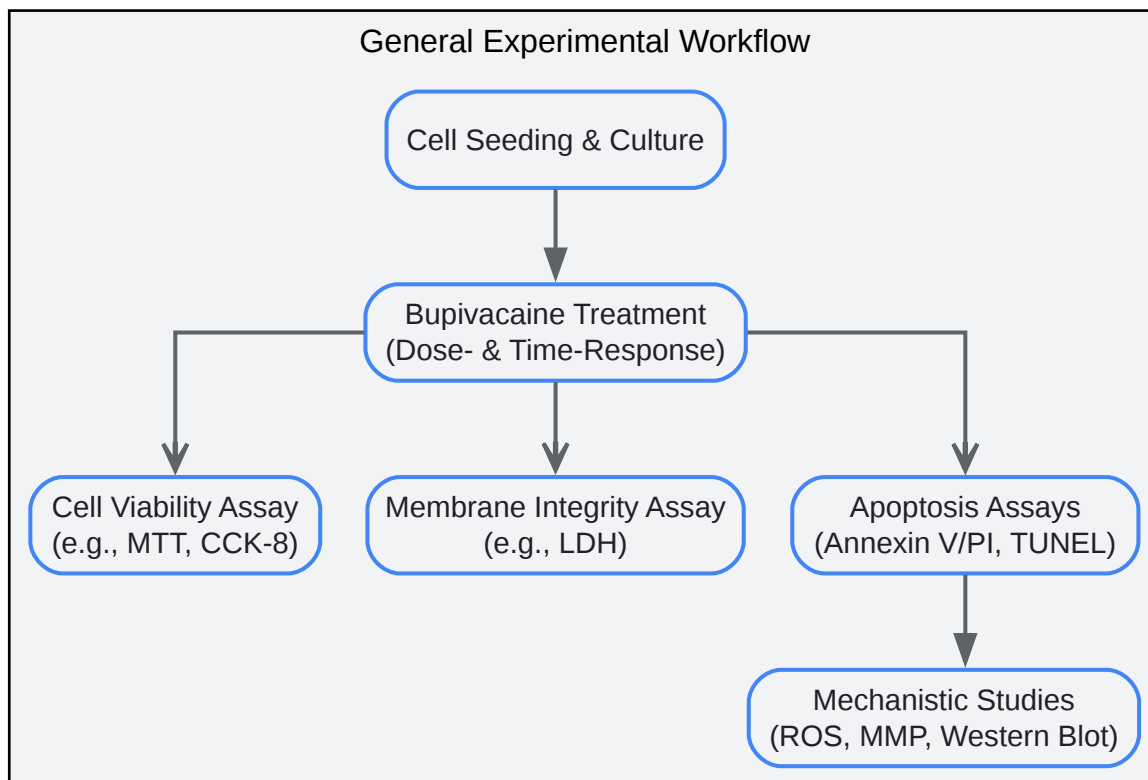 General Experimental Workflow
Cell Seeding & Culture
Bupivacaine Treatment
(Dose- & Time-Response)
Cell Viability Assay
(e.g., MTT, CCK-8)
Membrane Integrity Assay
(e.g., LDH)
Apoptosis Assays
(Annexin V/PI, TUNEL)
Mechanistic Studies
(ROS, MMP, Western Blot)